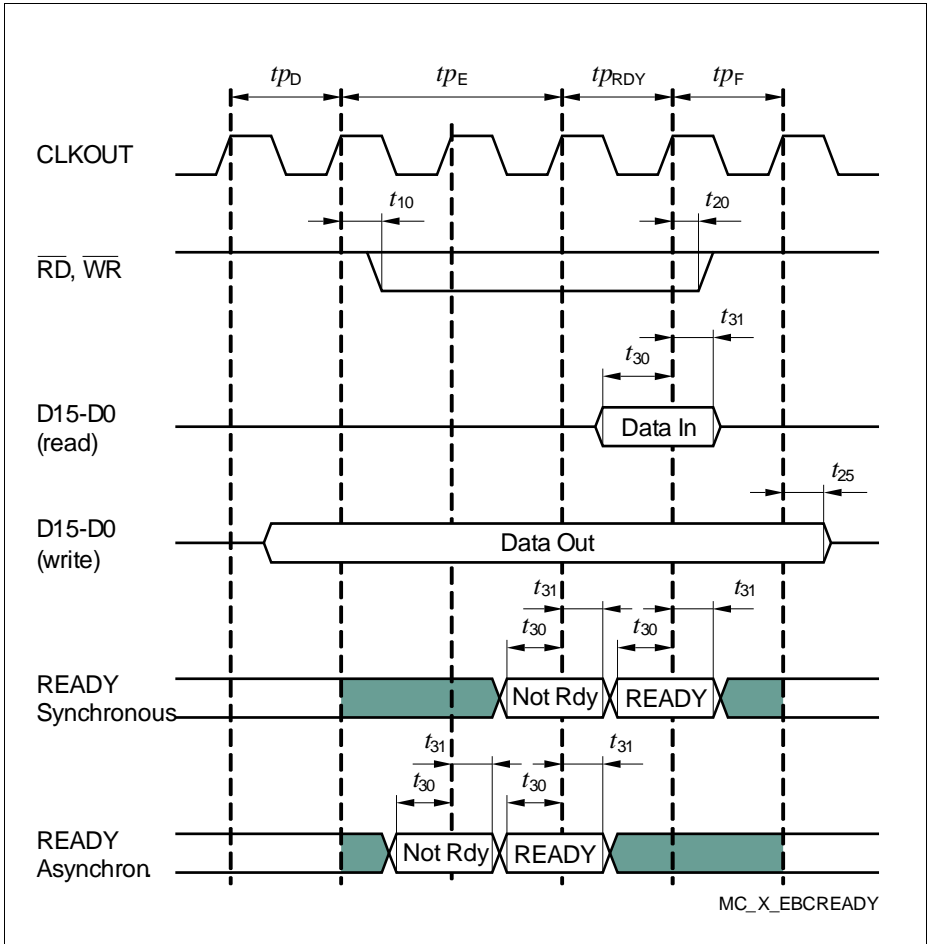 tpD tpE tpRDY tpF
CLKOUT
t10 t20
RD, WR
t31
t30
D15-D0
(read)
Data In
t25
D15-D0
(write)
Data Out
t31 t31
t30 t30
READY
Synchronous
Not Rdy READY
t31 t31
t30 t30
READY
Asynchron.
Not Rdy READY
MC_X_EBCREADY